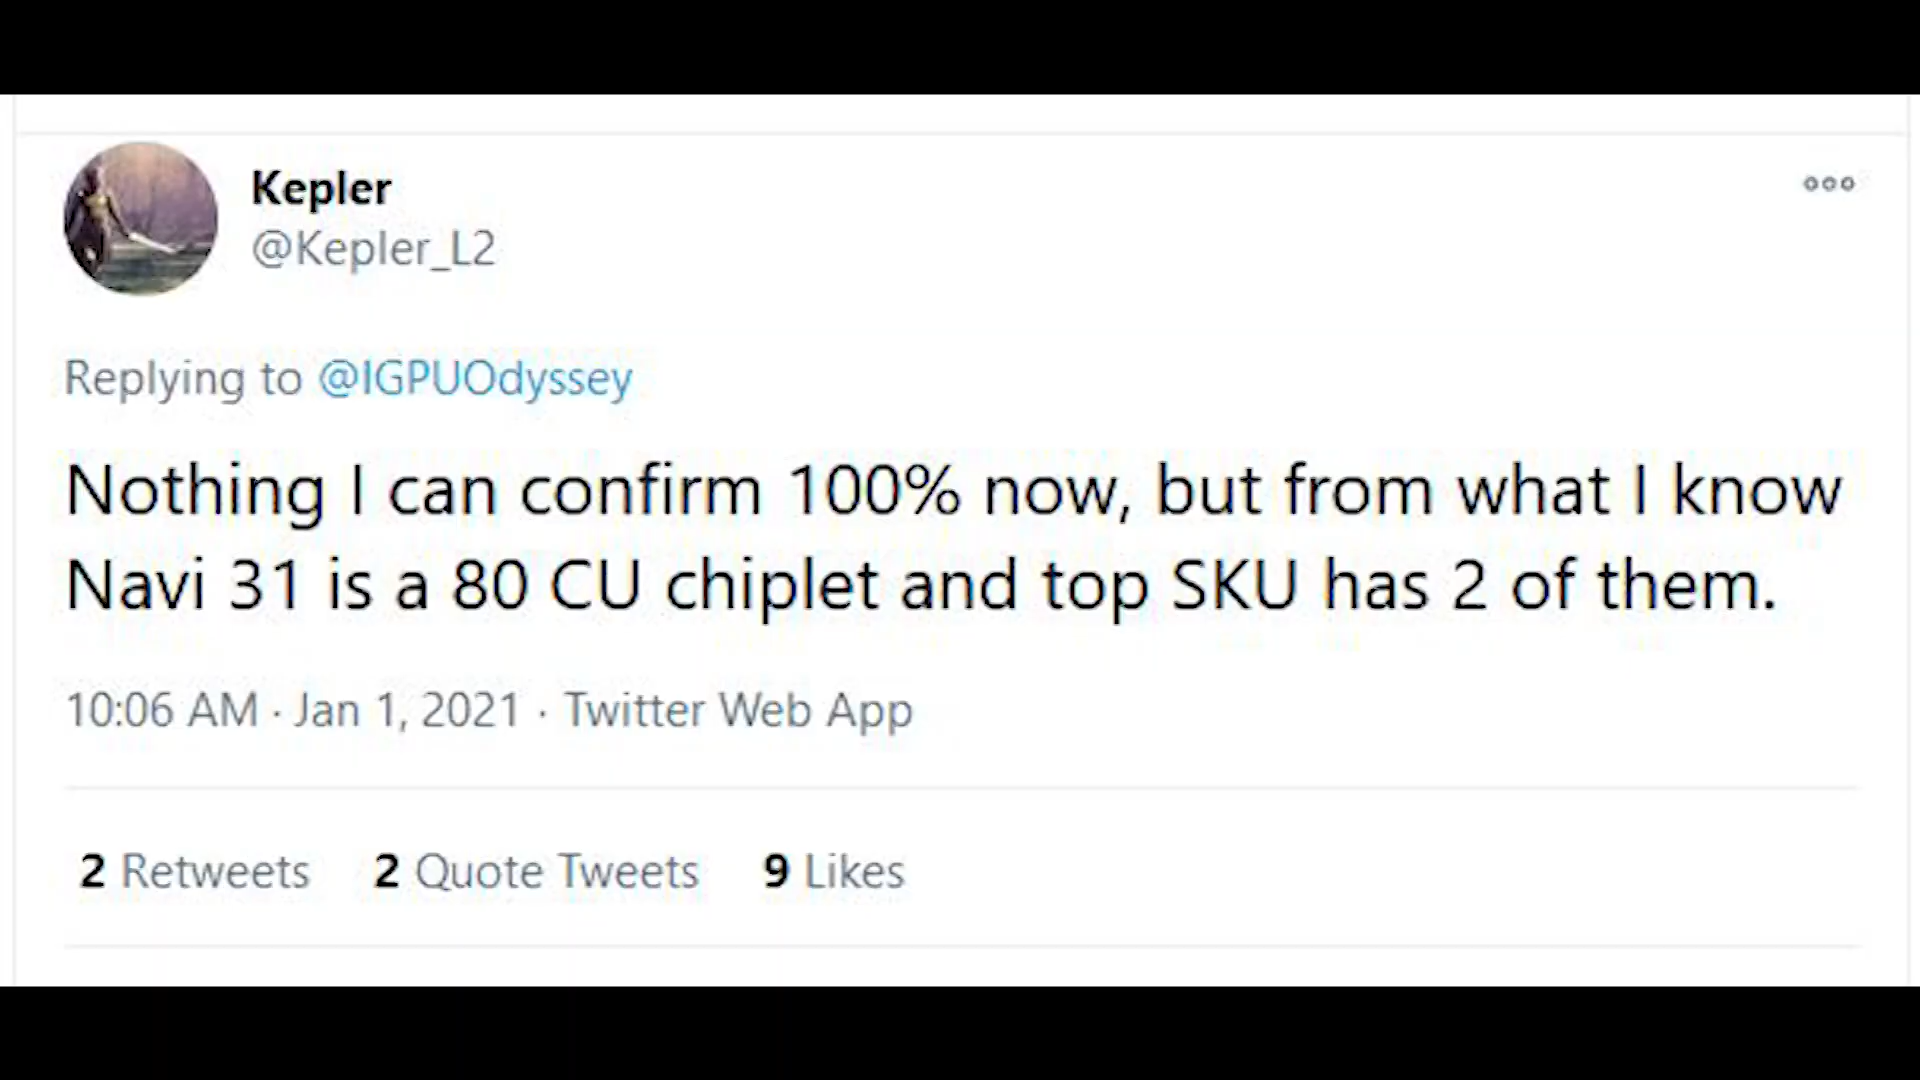 Kepler
@Kepler_L2
Replying to @IGPUOdyssey
Nothing I can confirm 100% now, but from what I know
Navi 31 is a 80 CU chiplet and top SKU has 2 of them.
10:06 AM · Jan 1, 2021 · Twitter Web App
2 Retweets 2 Quote Tweets 9 Likes